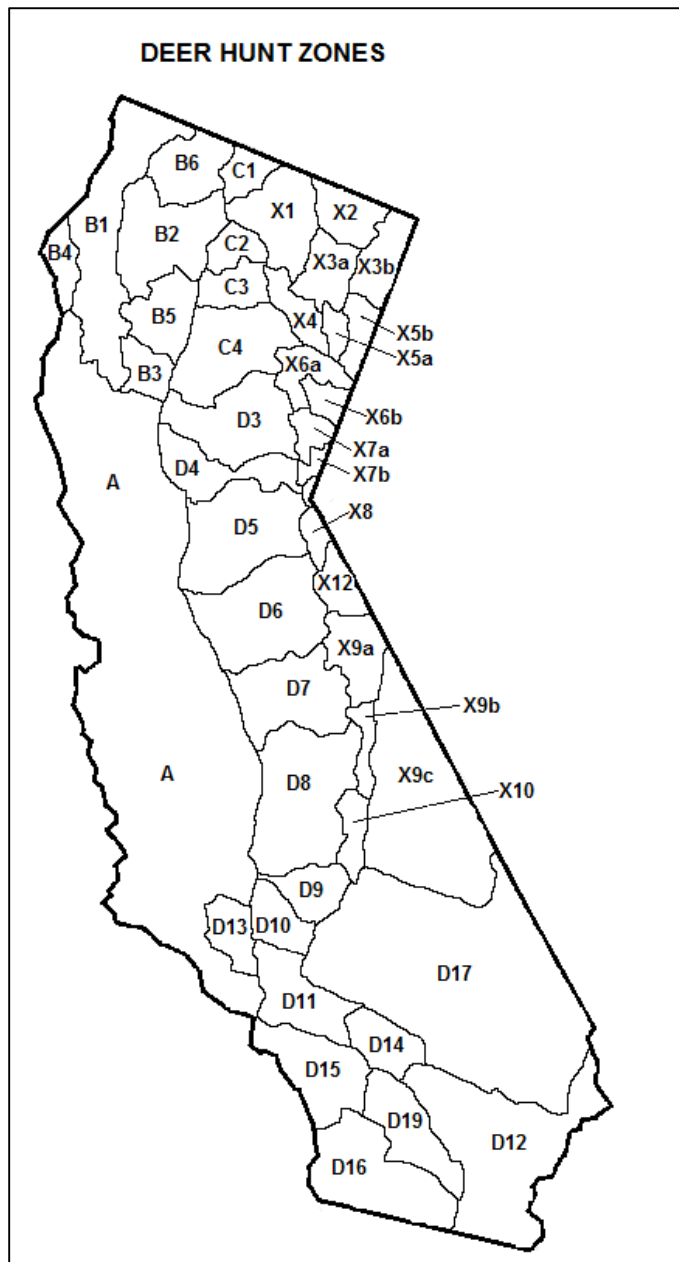 DEER HUNT ZONES
B6
C1
X1
X2
B1
B2
C2
B4
X3a
X3b
C3
B5
X4
X5b
C4
X5a
X6a
B3
D3
X6b
X7a
D4
X7b
A
X8
D5
X12
D6
X9a
D7
X9b
A
D8
X9c
X10
D9
D13
D10
D17
D11
D14
D15
D19
D12
D16